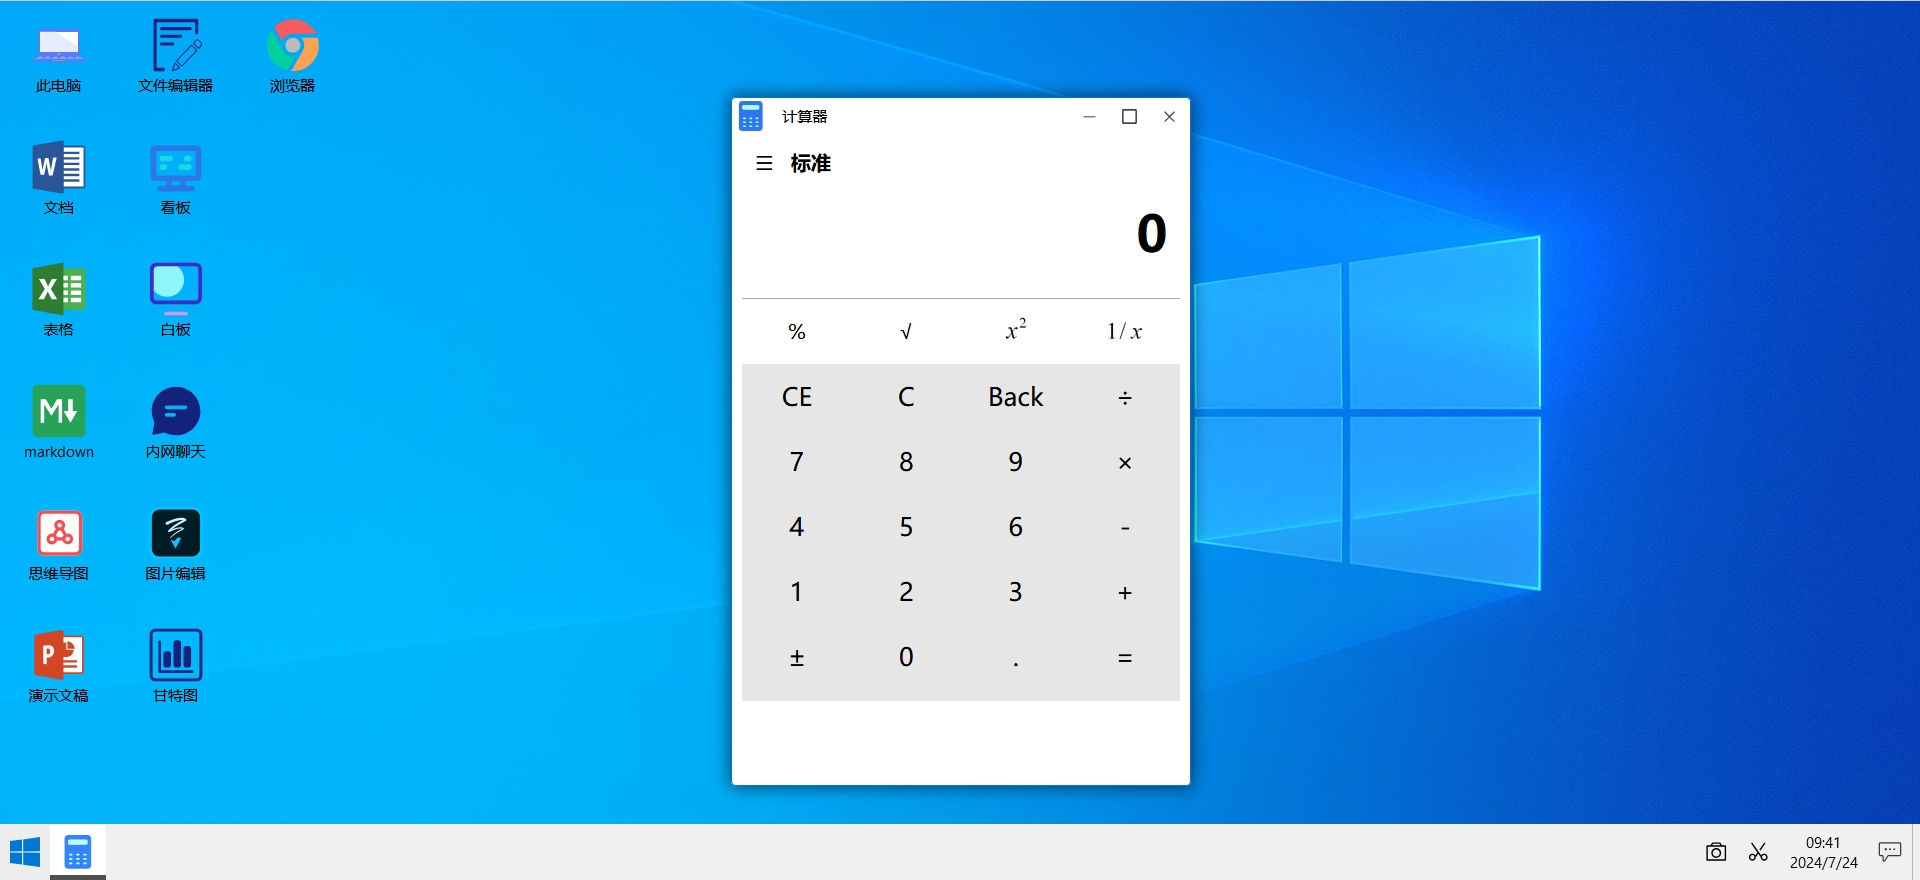 此电脑
文件编辑器
浏览器
文档
看板
表格
白板
markdown
内网聊天
思维导图
图片编辑
演示文稿
甘特图
计算器
☰ 标准
0
% √ x² 1/x
CE C Back ÷
7 8 9 ×
4 5 6 -
1 2 3 +
± 0 . =
09:41
2024/7/24